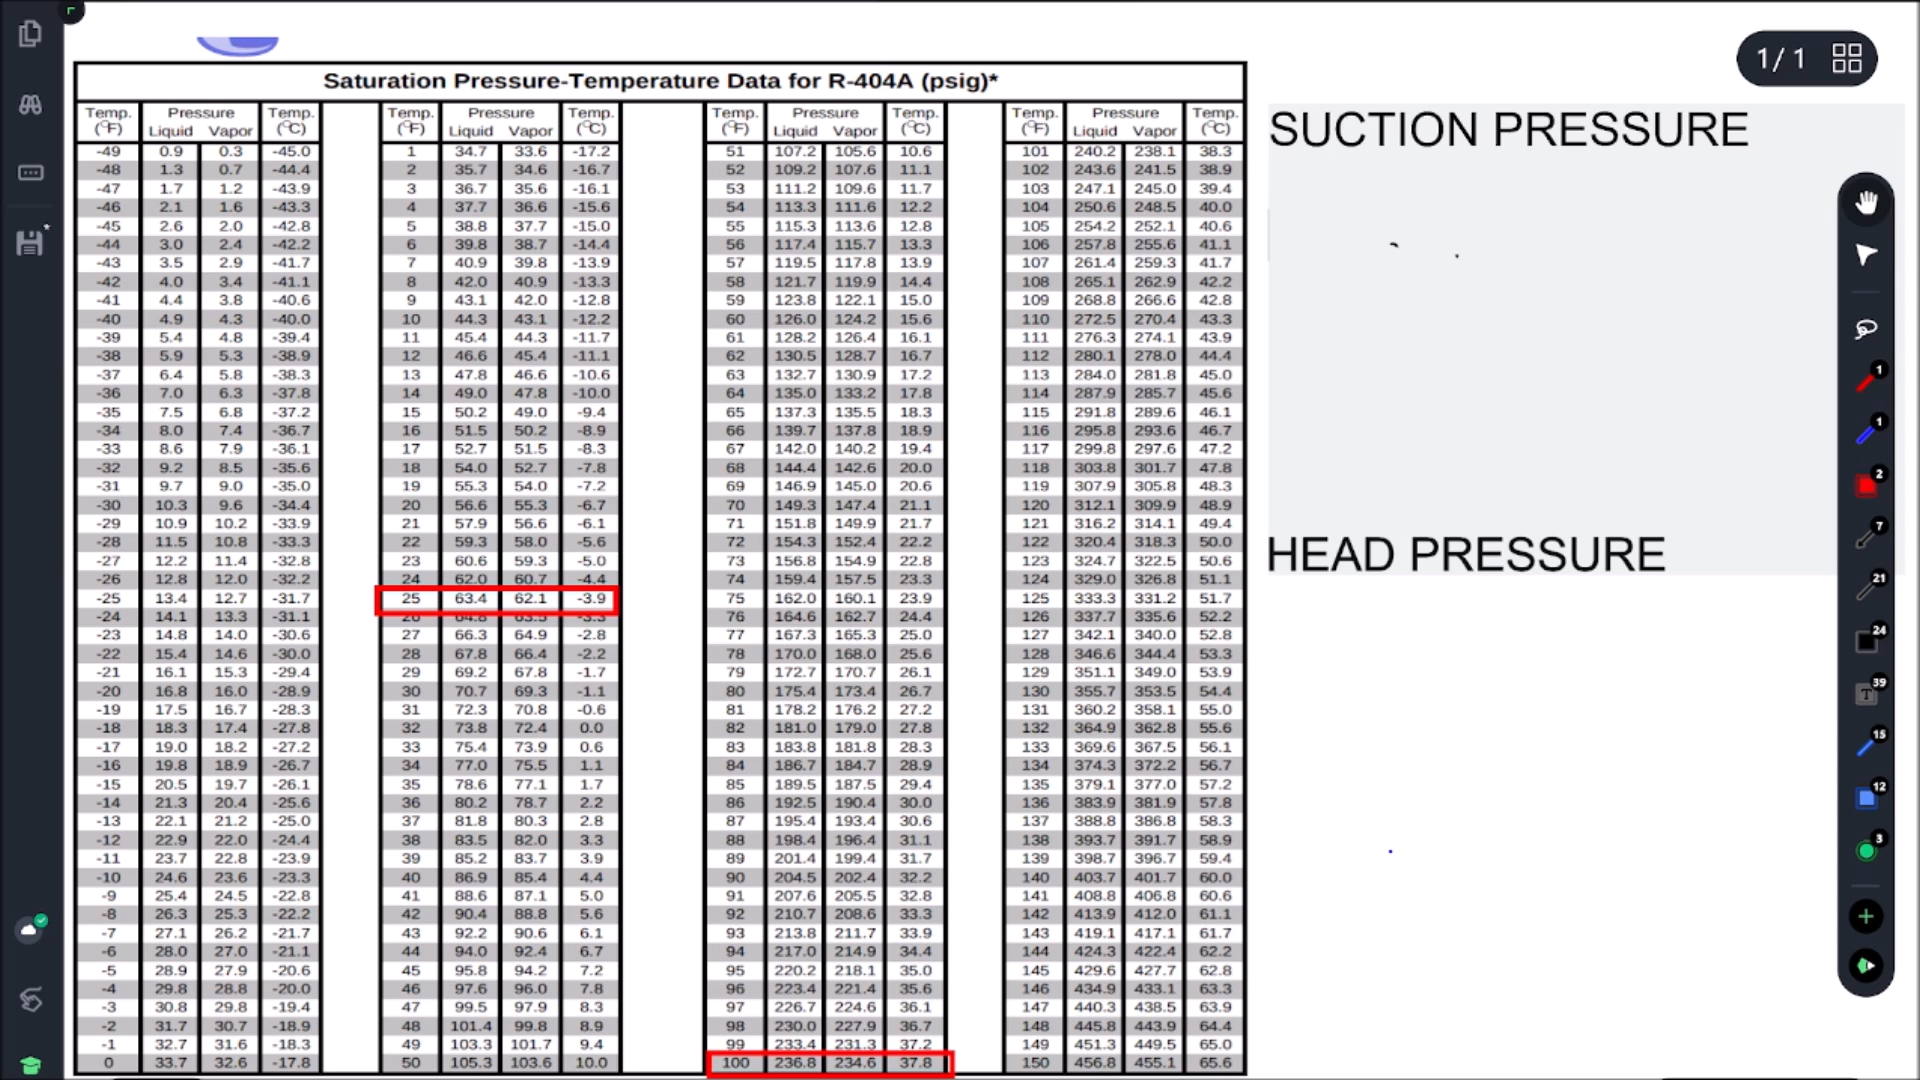 1/1
Saturation Pressure-Temperature Data for R-404A (psig)*
Temp. Pressure Temp. Temp. Pressure Temp. Temp. Pressure Temp. Temp. Pressure Temp.
(°F) Liquid Vapor (°C) (°F) Liquid Vapor (°C) (°F) Liquid Vapor (°C) (°F) Liquid Vapor (°C)
-49 0.9 0.3 -45.0 1 34.7 33.6 -17.2 51 107.2 105.6 10.6 101 240.2 238.1 38.3
-48 1.3 0.7 -44.4 2 35.7 34.6 -16.7 52 109.2 107.6 11.1 102 243.6 241.5 38.9
-47 1.7 1.2 -43.9 3 36.7 35.6 -16.1 53 111.2 109.6 11.7 103 247.1 245.0 39.4
-46 2.1 1.6 -43.3 4 37.7 36.6 -15.6 54 113.3 111.6 12.2 104 250.6 248.5 40.0
-45 2.6 2.0 -42.8 5 38.8 37.7 -15.0 55 115.3 113.6 12.8 105 254.2 252.1 40.6
-44 3.0 2.4 -42.2 6 39.8 38.7 -14.4 56 117.4 115.7 13.3 106 257.8 255.6 41.1
-43 3.5 2.9 -41.7 7 40.9 39.8 -13.9 57 119.5 117.8 13.9 107 261.4 259.3 41.7
-42 4.0 3.4 -41.1 8 42.0 40.9 -13.3 58 121.7 119.9 14.4 108 265.1 262.9 42.2
-41 4.4 3.8 -40.6 9 43.1 42.0 -12.8 59 123.8 122.1 15.0 109 268.8 266.6 42.8
-40 4.9 4.3 -40.0 10 44.3 43.1 -12.2 60 126.0 124.2 15.6 110 272.5 270.4 43.3
-39 5.4 4.8 -39.4 11 45.4 44.3 -11.7 61 128.2 126.4 16.1 111 276.3 274.1 43.9
-38 5.9 5.3 -38.9 12 46.6 45.4 -11.1 62 130.5 128.7 16.7 112 280.1 278.0 44.4
-37 6.4 5.8 -38.3 13 47.8 46.6 -10.6 63 132.7 130.9 17.2 113 284.0 281.8 45.0
-36 7.0 6.3 -37.8 14 49.0 47.8 -10.0 64 135.0 133.2 17.8 114 287.9 285.7 45.6
-35 7.5 6.8 -37.2 15 50.2 49.0 -9.4 65 137.3 135.5 18.3 115 291.8 289.6 46.1
-34 8.0 7.4 -36.7 16 51.5 50.2 -8.9 66 139.7 137.8 18.9 116 295.8 293.6 46.7
-33 8.6 7.9 -36.1 17 52.7 51.5 -8.3 67 142.0 140.2 19.4 117 299.8 297.6 47.2
-32 9.2 8.5 -35.6 18 54.0 52.7 -7.8 68 144.4 142.6 20.0 118 303.8 301.7 47.8
-31 9.7 9.0 -35.0 19 55.3 54.0 -7.2 69 146.9 145.0 20.6 119 307.9 305.8 48.3
-30 10.3 9.6 -34.4 20 56.6 55.3 -6.7 70 149.3 147.4 21.1 120 312.1 309.9 48.9
-29 10.9 10.2 -33.9 21 57.9 56.6 -6.1 71 151.8 149.9 21.7 121 316.2 314.1 49.4
-28 11.5 10.8 -33.3 22 59.3 58.0 -5.6 72 154.3 152.4 22.2 122 320.4 318.3 50.0
-27 12.2 11.4 -32.8 23 60.6 59.3 -5.0 73 156.8 154.9 22.8 123 324.7 322.5 50.6
-26 12.8 12.0 -32.2 24 62.0 60.7 -4.4 74 159.4 157.5 23.3 124 329.0 326.8 51.1
-25 13.4 12.7 -31.7 25 63.4 62.1 -3.9 75 162.0 160.1 23.9 125 333.3 331.2 51.7
-24 14.1 13.3 -31.1 26 64.8 63.5 -3.3 76 164.6 162.7 24.4 126 337.7 335.6 52.2
-23 14.8 14.0 -30.6 27 66.3 64.9 -2.8 77 167.3 165.3 25.0 127 342.1 340.0 52.8
-22 15.4 14.6 -30.0 28 67.8 66.4 -2.2 78 170.0 168.0 25.6 128 346.6 344.4 53.3
-21 16.1 15.3 -29.4 29 69.2 67.8 -1.7 79 172.7 170.7 26.1 129 351.1 349.0 53.9
-20 16.8 16.0 -28.9 30 70.7 69.3 -1.1 80 175.4 173.4 26.7 130 355.7 353.5 54.4
-19 17.5 16.7 -28.3 31 72.3 70.8 -0.6 81 178.2 176.2 27.2 131 360.2 358.1 55.0
-18 18.3 17.4 -27.8 32 73.8 72.4 0.0 82 181.0 179.0 27.8 132 364.9 362.8 55.6
-17 19.0 18.2 -27.2 33 75.4 73.9 0.6 83 183.8 181.8 28.3 133 369.6 367.5 56.1
-16 19.8 18.9 -26.7 34 77.0 75.5 1.1 84 186.7 184.7 28.9 134 374.3 372.2 56.7
-15 20.5 19.7 -26.1 35 78.6 77.1 1.7 85 189.5 187.5 29.4 135 379.1 377.0 57.2
-14 21.3 20.4 -25.6 36 80.2 78.7 2.2 86 192.5 190.4 30.0 136 383.9 381.9 57.8
-13 22.1 21.2 -25.0 37 81.8 80.3 2.8 87 195.4 193.4 30.6 137 388.8 386.8 58.3
-12 22.9 22.0 -24.4 38 83.5 82.0 3.3 88 198.4 196.4 31.1 138 393.7 391.7 58.9
-11 23.7 22.8 -23.9 39 85.2 83.7 3.9 89 201.4 199.4 31.7 139 398.7 396.7 59.4
-10 24.6 23.6 -23.3 40 86.9 85.4 4.4 90 204.5 202.4 32.2 140 403.7 401.7 60.0
-9 25.4 24.5 -22.8 41 88.6 87.1 5.0 91 207.6 205.5 32.8 141 408.8 406.8 60.6
-8 26.3 25.3 -22.2 42 90.4 88.8 5.6 92 210.7 208.6 33.3 142 413.9 412.0 61.1
-7 27.1 26.2 -21.7 43 92.2 90.6 6.1 93 213.8 211.7 33.9 143 419.1 417.1 61.7
-6 28.0 27.0 -21.1 44 94.0 92.4 6.7 94 217.0 214.9 34.4 144 424.3 422.4 62.2
-5 28.9 27.9 -20.6 45 95.8 94.2 7.2 95 220.2 218.1 35.0 145 429.6 427.7 62.8
-4 29.8 28.8 -20.0 46 97.6 96.0 7.8 96 223.4 221.4 35.6 146 434.9 433.1 63.3
-3 30.8 29.8 -19.4 47 99.5 97.9 8.3 97 226.7 224.6 36.1 147 440.3 438.5 63.9
-2 31.7 30.7 -18.9 48 101.4 99.8 8.9 98 230.0 227.9 36.7 148 445.8 443.9 64.4
-1 32.7 31.6 -18.3 49 103.3 101.7 9.4 99 233.4 231.3 37.2 149 451.3 449.5 65.0
0 33.7 32.6 -17.8 50 105.3 103.6 10.0 100 236.8 234.6 37.8 150 456.8 455.1 65.6
SUCTION PRESSURE
HEAD PRESSURE
1
1
2
7
21
24
39
T
15
12
3